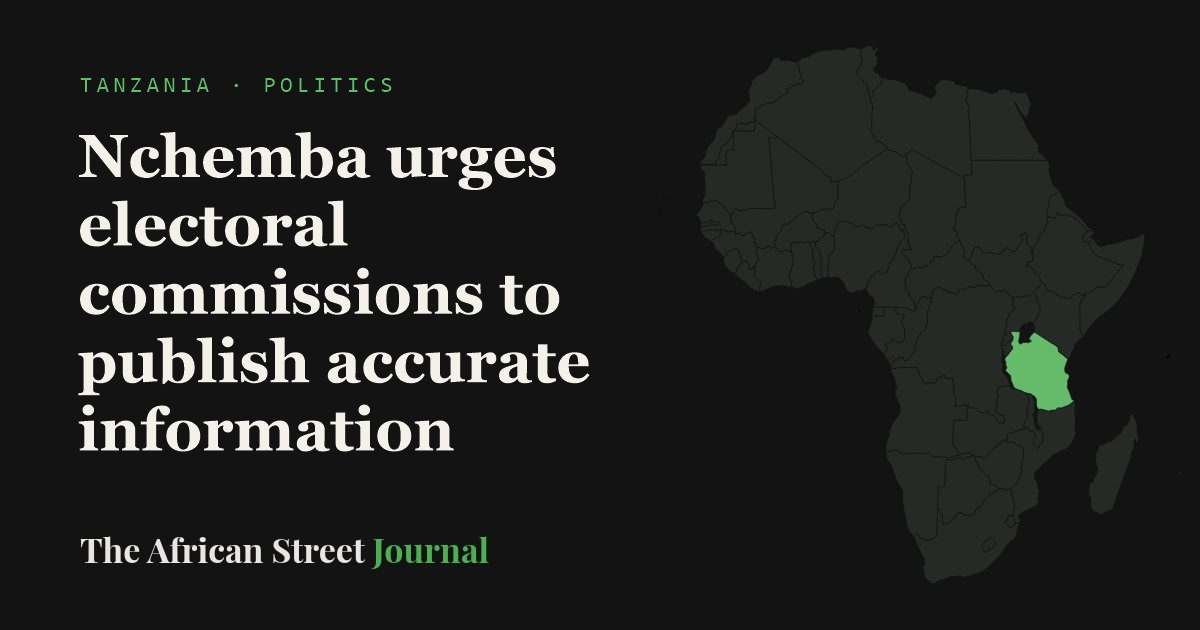 TANZANIA · POLITICS
Nchemba urges
electoral
commissions to
publish accurate
information
The African Street Journal